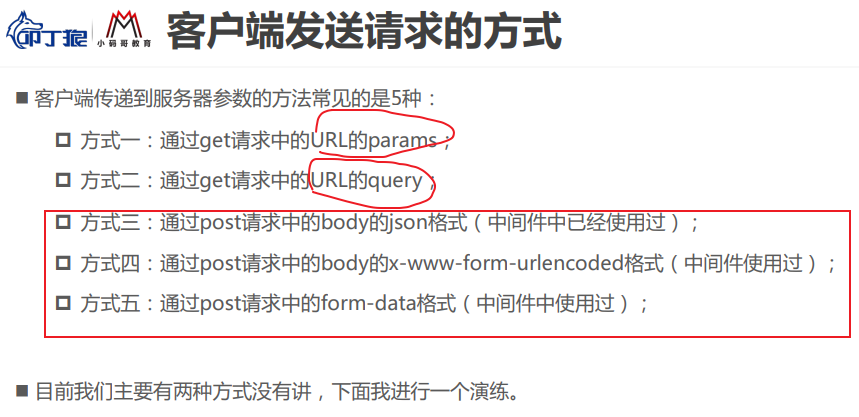 叩丁狼
小码哥教育
客户端发送请求的方式
■ 客户端传递到服务器参数的方法常见的是5种：
方式一：通过get请求中的URL的params；
方式二：通过get请求中的URL的query；
方式三：通过post请求中的body的json格式（中间件中已经使用过）；
方式四：通过post请求中的body的x-www-form-urlencoded格式（中间件使用过）；
方式五：通过post请求中的form-data格式（中间件中使用过）；
■ 目前我们主要有两种方式没有讲，下面我进行一个演练。